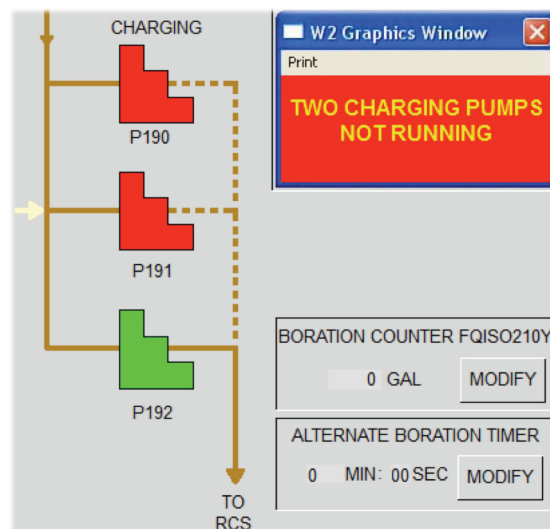 CHARGING
P190
P191
P192
TO
RCS
W2 Graphics Window
Print
TWO CHARGING PUMPS
NOT RUNNING
BORATION COUNTER FQISO210Y
0 GAL MODIFY
ALTERNATE BORATION TIMER
0 MIN: 00 SEC MODIFY